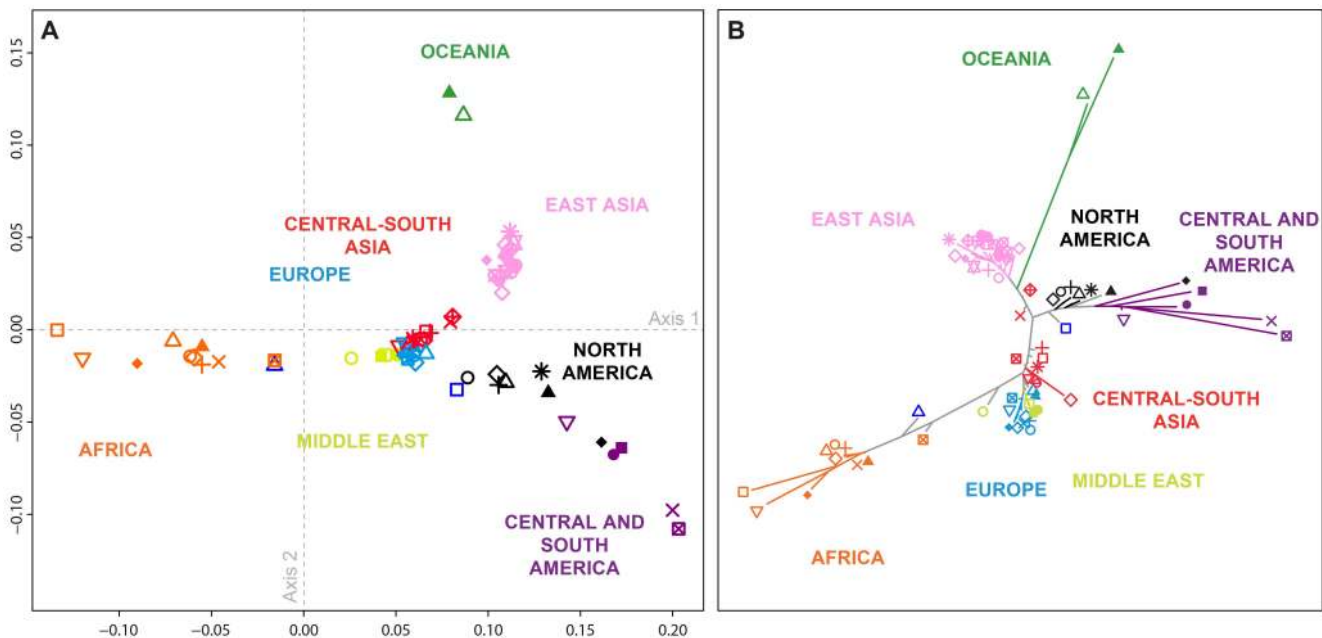 A
OCEANIA
EAST ASIA
CENTRAL-SOUTH
ASIA
EUROPE
Axis 1
NORTH
AMERICA
AFRICA
MIDDLE EAST
CENTRAL AND
SOUTH
AMERICA
Axis 2
0.15
0.10
0.05
0.00
−0.05
−0.10
−0.10
−0.05
0.00
0.05
0.10
0.15
0.20
B
OCEANIA
EAST ASIA
NORTH
AMERICA
CENTRAL AND
SOUTH
AMERICA
CENTRAL-SOUTH
ASIA
EUROPE
MIDDLE EAST
AFRICA